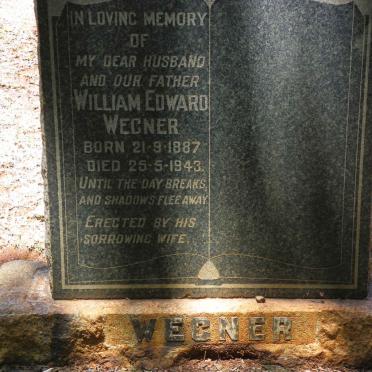 IN LOVING MEMORY
OF
MY DEAR HUSBAND
AND OUR FATHER
WILLIAM EDWARD
WEGNER
BORN 21-9-1887
DIED 25-5-1943.
UNTIL THE DAY BREAKS,
AND SHADOWS FLEE AWAY
ERECTED BY HIS
SORROWING WIFE.
WEGNER